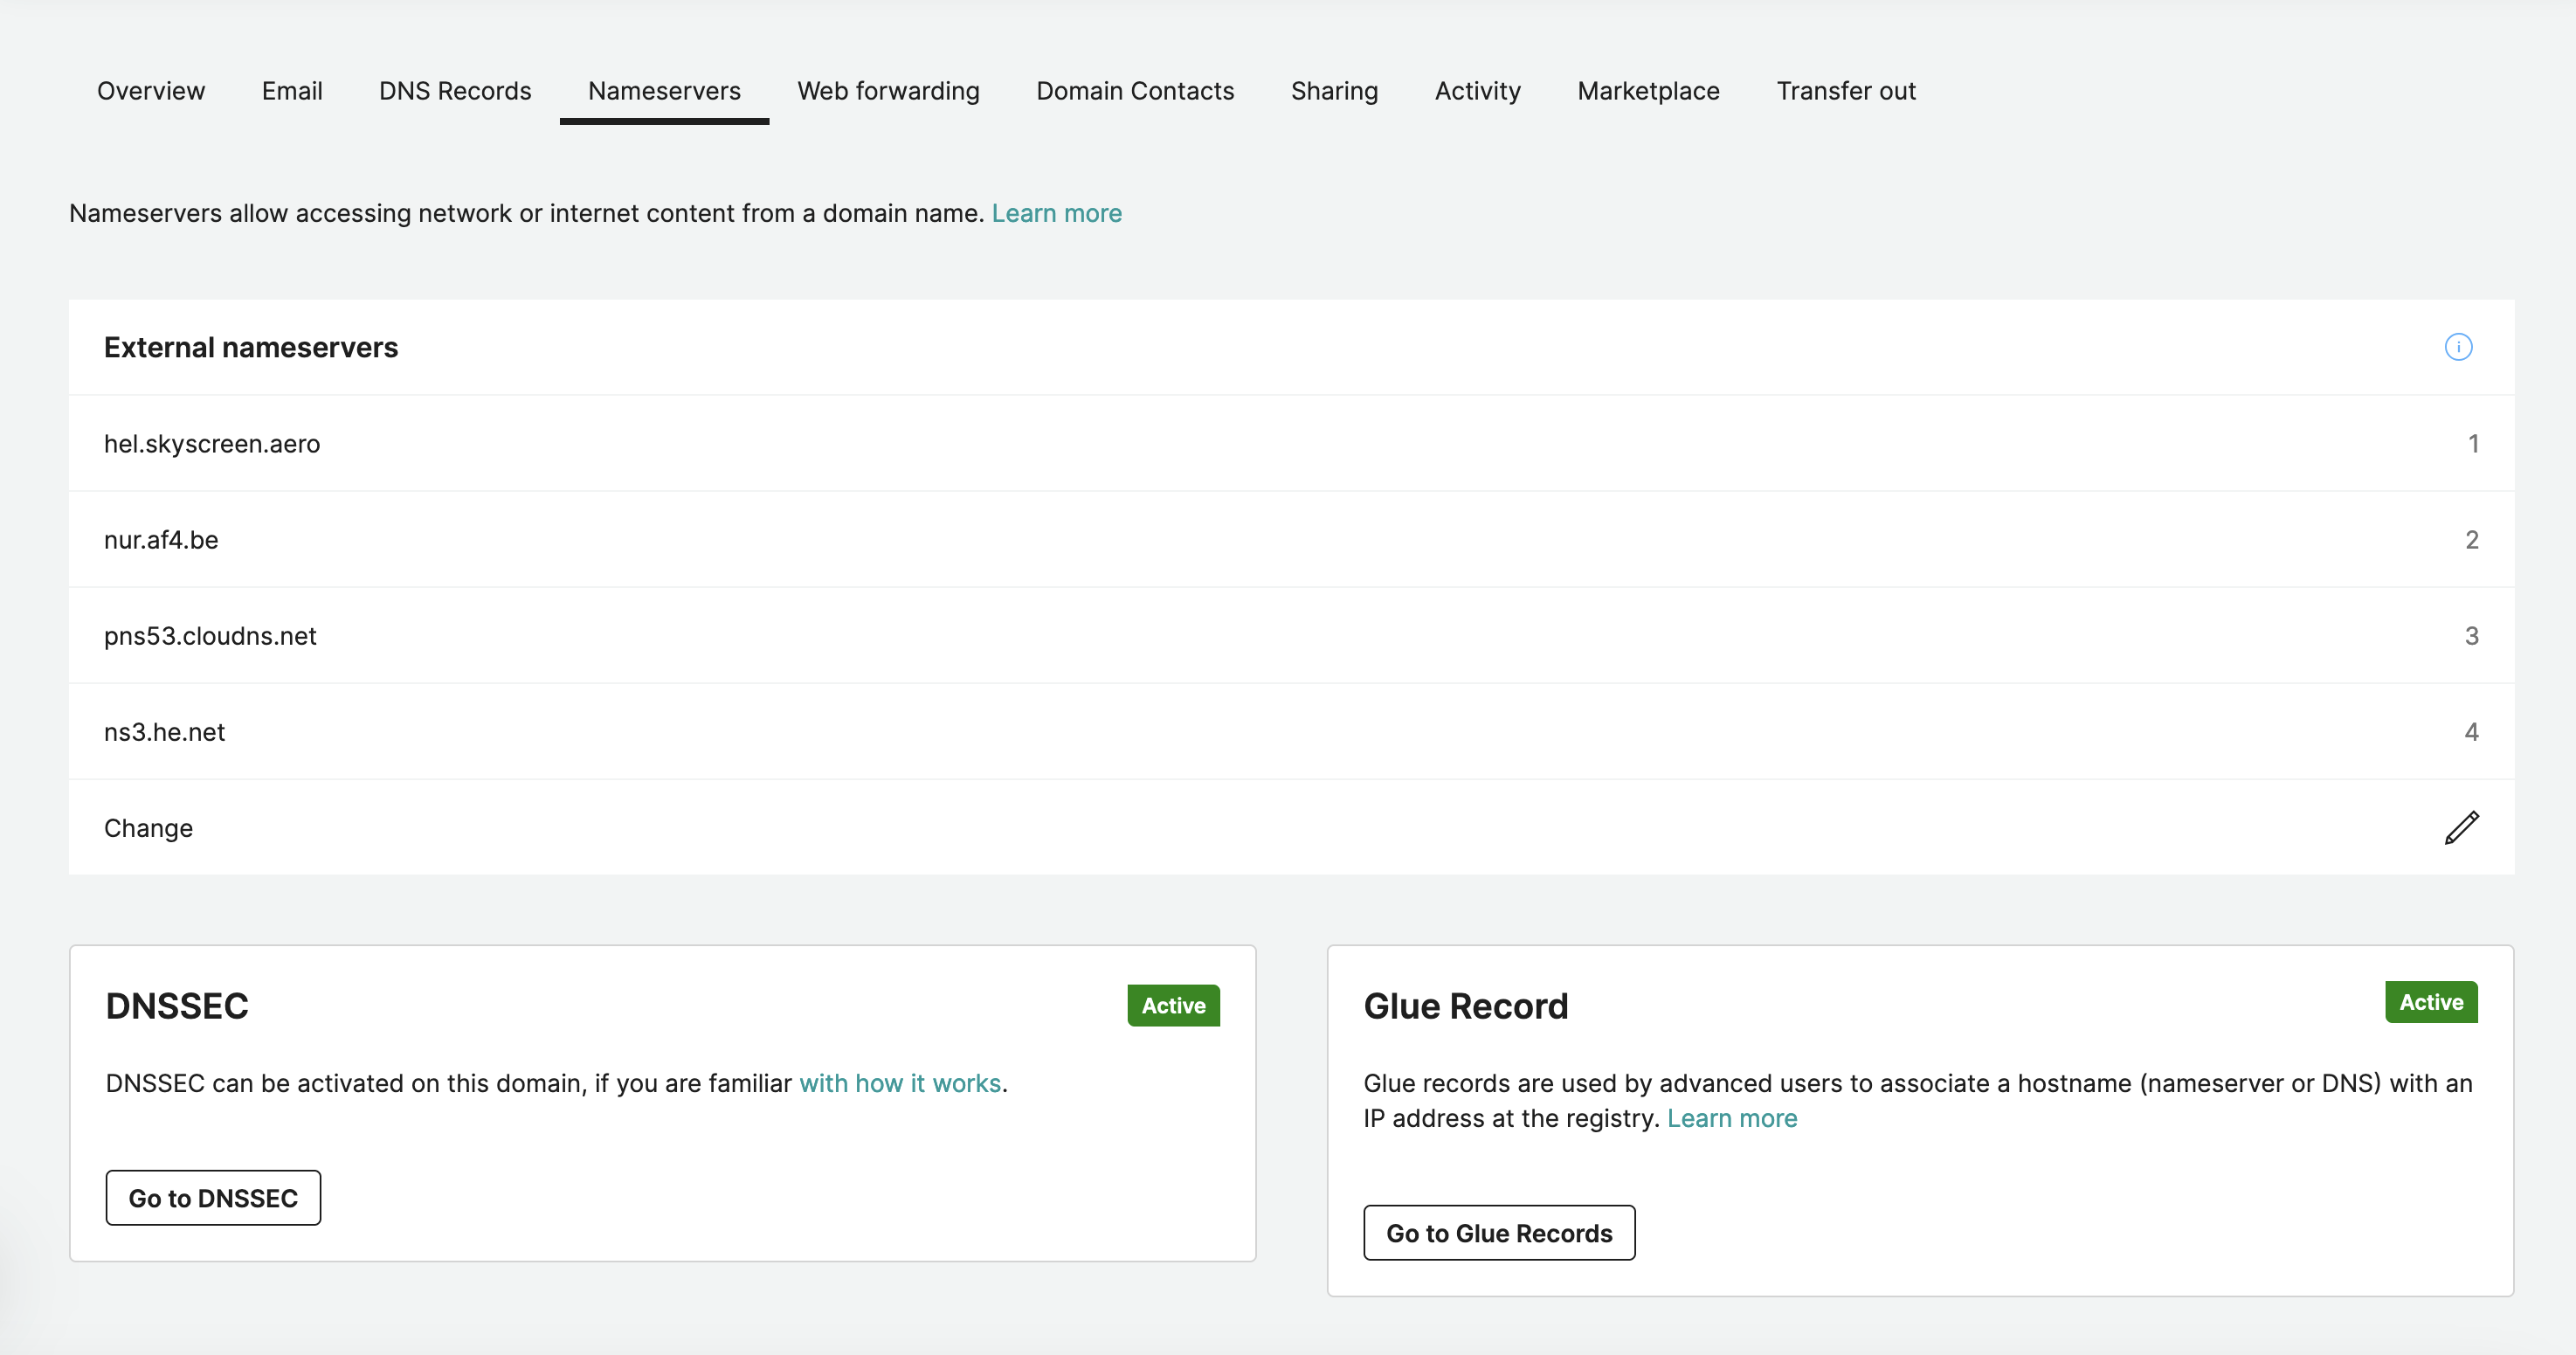 Overview Email DNS Records Nameservers Web forwarding Domain Contacts Sharing Activity Marketplace Transfer out
Nameservers allow accessing network or internet content from a domain name. Learn more
External nameservers
hel.skyscreen.aero 1
nur.af4.be 2
pns53.cloudns.net 3
ns3.he.net 4
Change
DNSSEC Active
DNSSEC can be activated on this domain, if you are familiar with how it works.
Go to DNSSEC
Glue Record Active
Glue records are used by advanced users to associate a hostname (nameserver or DNS) with an
IP address at the registry. Learn more
Go to Glue Records